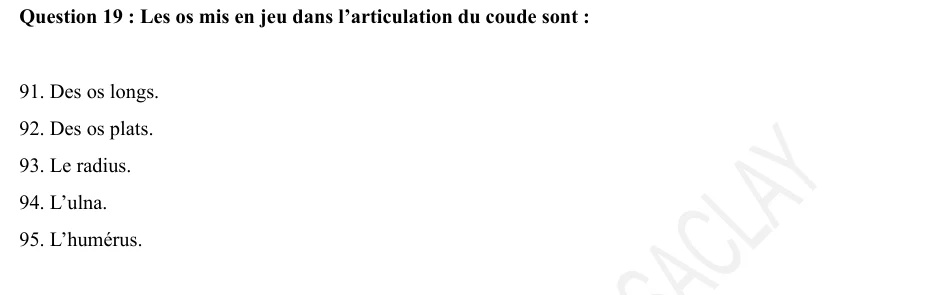 Question 19 : Les os mis en jeu dans l’articulation du coude sont :
91. Des os longs.
92. Des os plats.
93. Le radius.
94. L’ulna.
95. L’humérus.
SACLAY